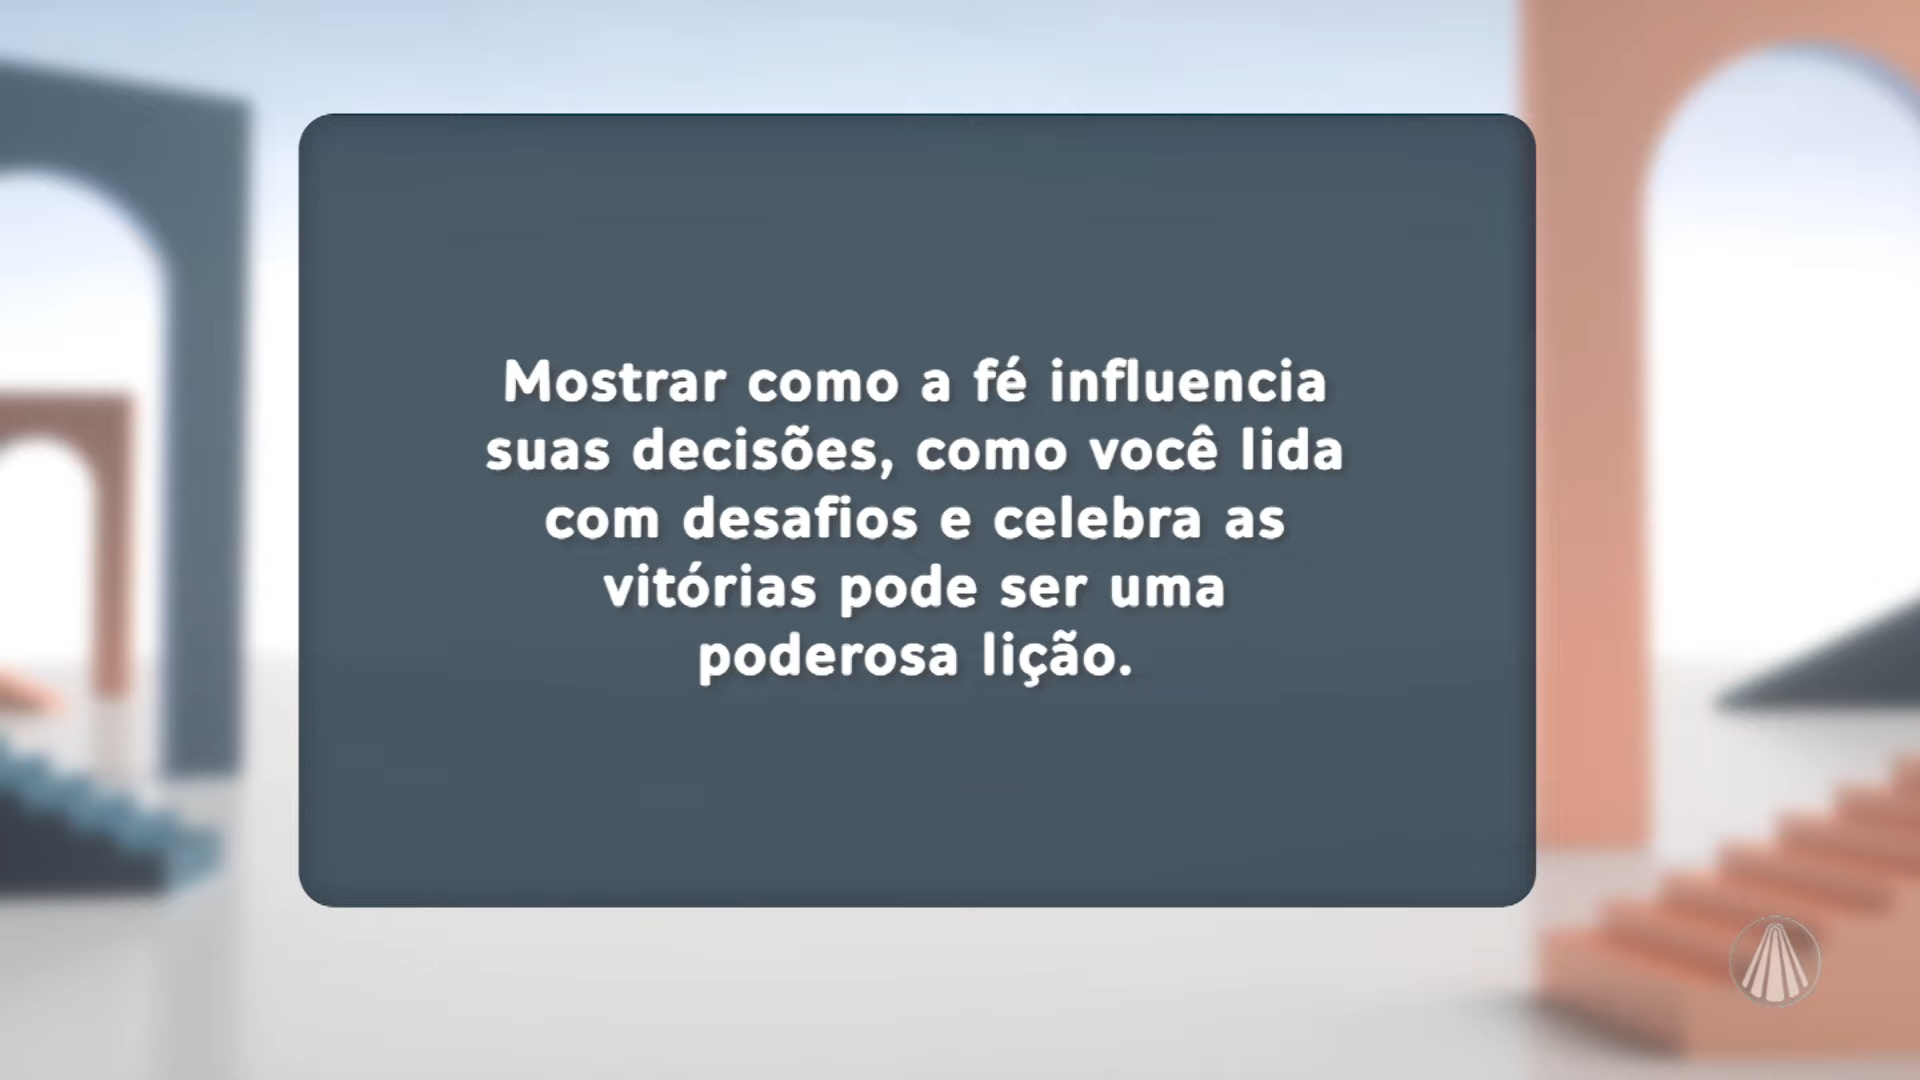 Mostrar como a fé influencia
suas decisões, como você lida
com desafios e celebra as
vitórias pode ser uma
poderosa lição.